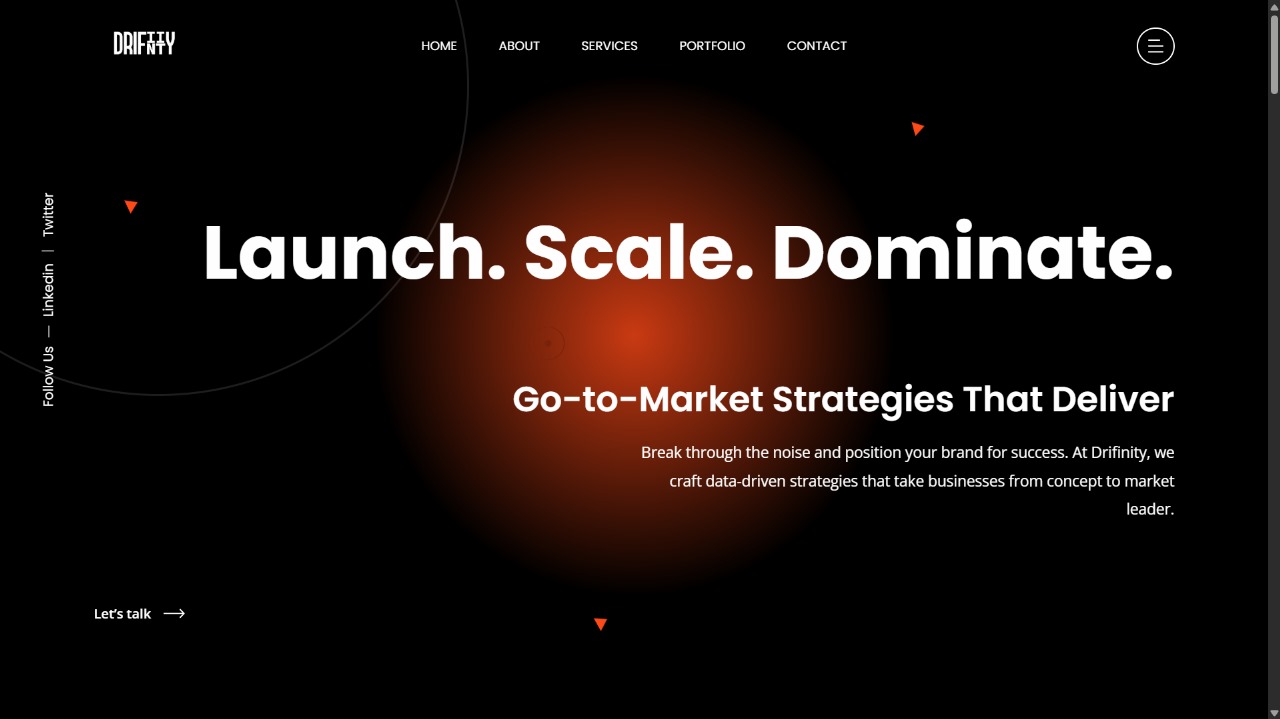 HOME ABOUT SERVICES PORTFOLIO CONTACT
Follow Us — Linkedin | Twitter
Launch. Scale. Dominate.
Go-to-Market Strategies That Deliver
Break through the noise and position your brand for success. At Drifinity, we
craft data-driven strategies that take businesses from concept to market
leader.
Let's talk